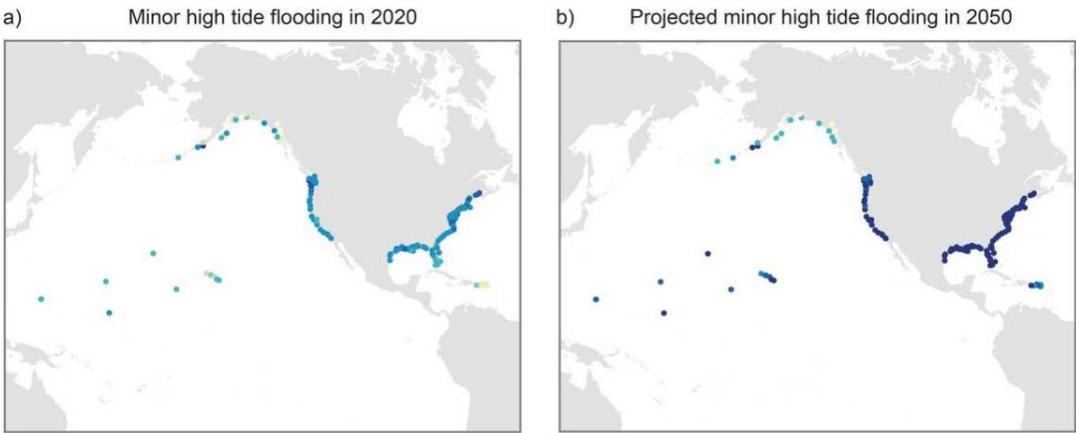 a) Minor high tide flooding in 2020
b) Projected minor high tide flooding in 2050